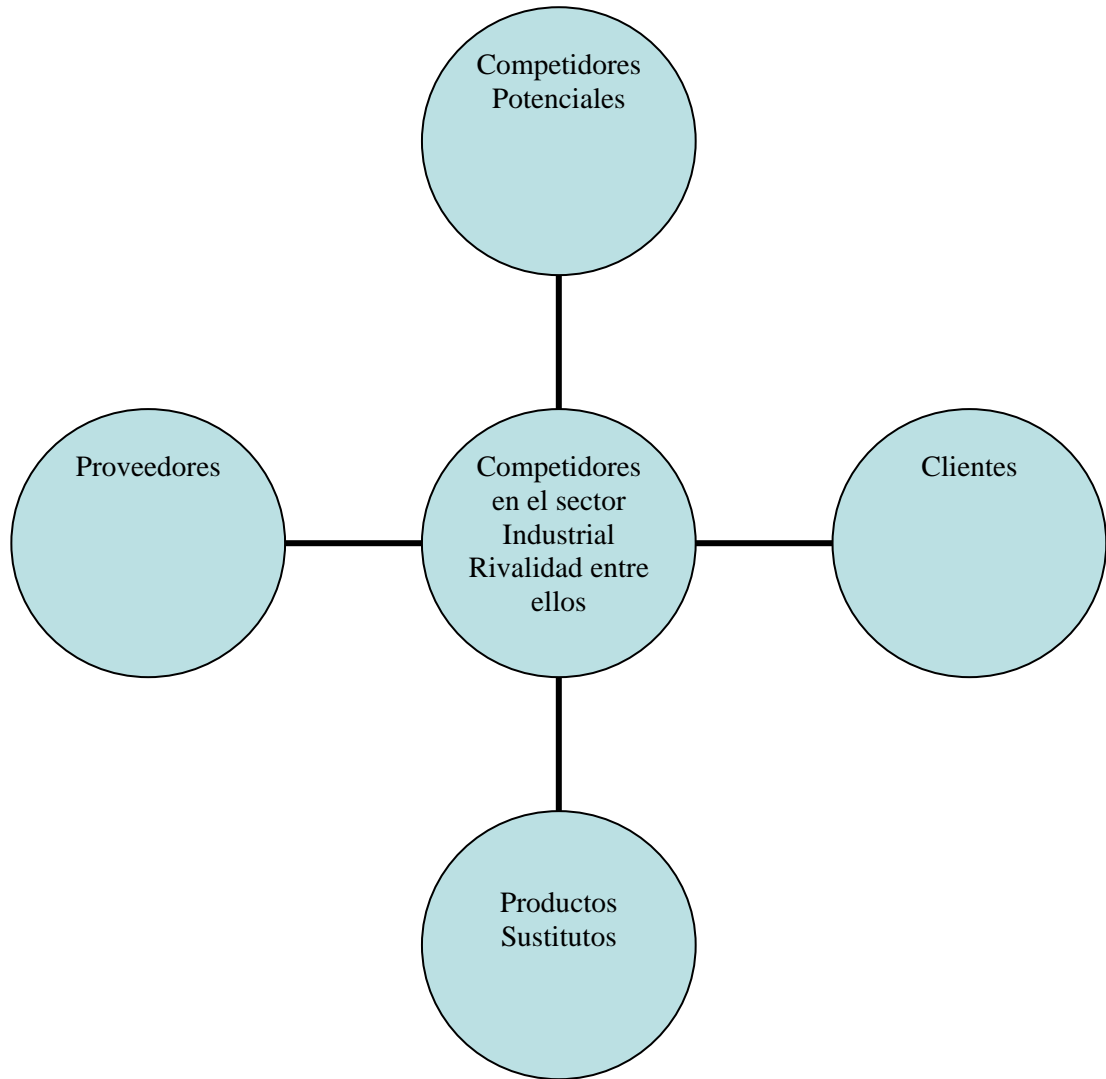 Competidores
Potenciales
Proveedores
Competidores
en el sector
Industrial
Rivalidad entre
ellos
Clientes
Productos
Sustitutos